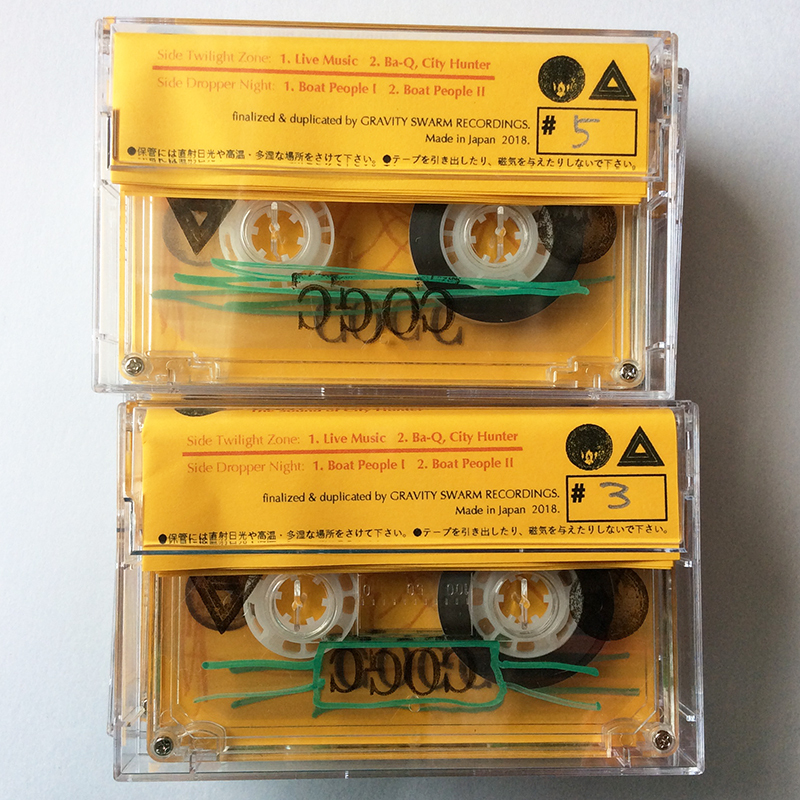 Side Twilight Zone: 1. Live Music 2. Ba-Q, City Hunter
Side Dropper Night: 1. Boat People I 2. Boat People II
finalized & duplicated by GRAVITY SWARM RECORDINGS.
Made in Japan 2018.
# 5
●保管には直射日光や高温・多湿な場所をさけて下さい。●テープを引き出したり、磁気を与えたりしないで下さい。
Side Twilight Zone: 1. Live Music 2. Ba-Q, City Hunter
Side Dropper Night: 1. Boat People I 2. Boat People II
finalized & duplicated by GRAVITY SWARM RECORDINGS.
Made in Japan 2018.
# 3
●保管には直射日光や高温・多湿な場所をさけて下さい。●テープを引き出したり、磁気を与えたりしないで下さい。
100 50 0